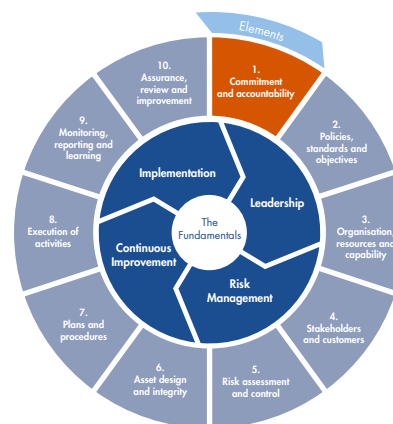 Elements
1.
Commitment
and accountability
2.
Policies,
standards and
objectives
3.
Organisation,
resources and
capability
4.
Stakeholders
and customers
5.
Risk assessment
and control
6.
Asset design
and integrity
7.
Plans and
procedures
8.
Execution of
activities
9.
Monitoring,
reporting and
learning
10.
Assurance,
review and
improvement
Implementation
Leadership
Risk
Management
Continuous
Improvement
The
Fundamentals